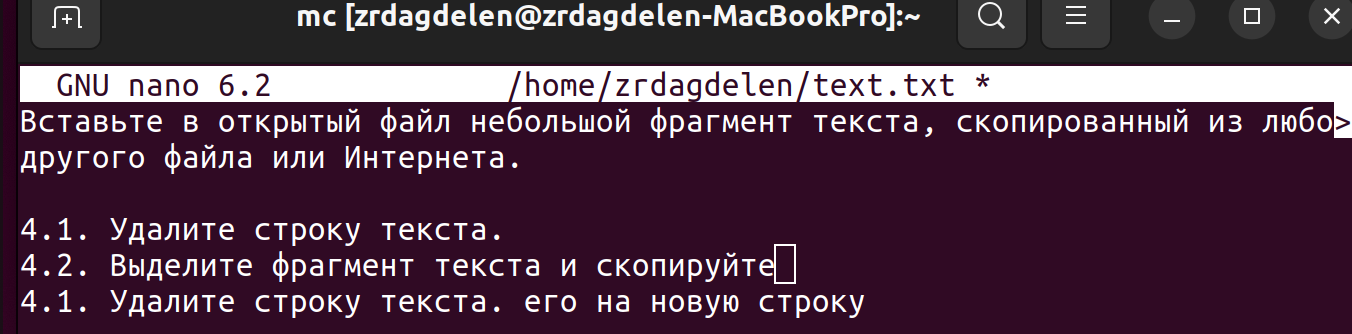 mc [zrdagdelen@zrdagdelen-MacBookPro]:~
GNU nano 6.2 /home/zrdagdelen/text.txt *
Вставьте в открытый файл небольшой фрагмент текста, скопированный из любо>
другого файла или Интернета.
4.1. Удалите строку текста.
4.2. Выделите фрагмент текста и скопируйте
4.1. Удалите строку текста. его на новую строку